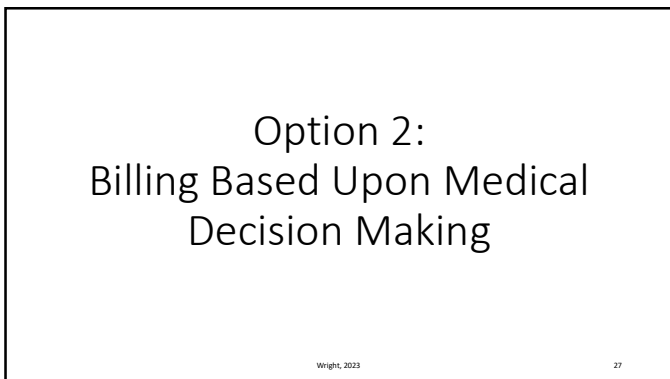 Option 2:
Billing Based Upon Medical
Decision Making
Wright, 2023
27